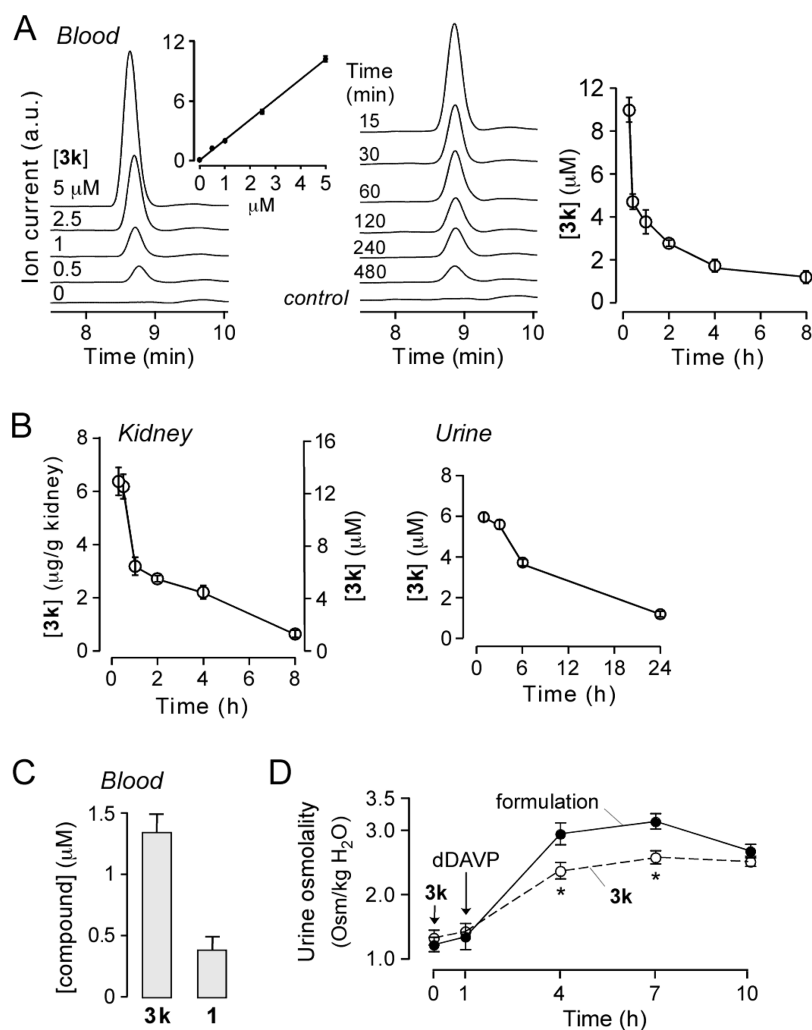 A
Blood
Ion current (a.u.)
[3k]
5 μM
2.5
1
0.5
0
8 9 10
Time (min)
12
6
0
0 1 2 3 4 5
μM
Time
(min)
15
30
60
120
240
480
control
8 9 10
Time (min)
[3k] (μM)
12
8
4
2
0
0 2 4 6 8
Time (h)
B
Kidney
[3k] (μg/g kidney)
8
6
4
2
0
16
12
8
4
0
[3k] (μM)
0 2 4 6 8
Time (h)
Urine
[3k] (μM)
8
6
4
2
0
0 6 12 18 24
Time (h)
C
Blood
[compound] (μM)
1.5
1
0.5
0
3k 1
D
Urine osmolality
(Osm/kg H₂O)
3.5
3.0
2.0
1.0
formulation
dDAVP
3k
3k
* *
0 1 4 7 10
Time (h)